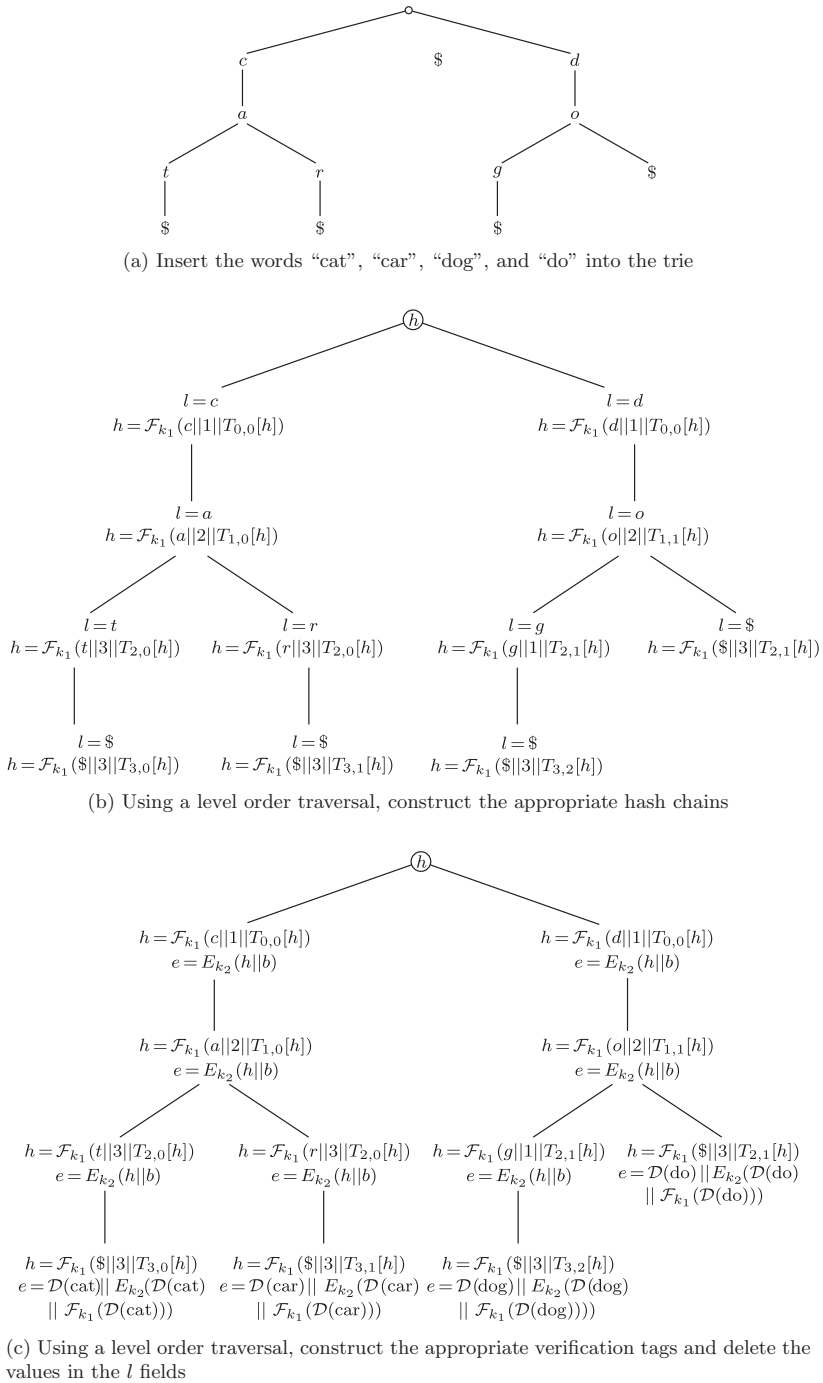 c $ d
a o
t r g $
$ $ $
(a) Insert the words “cat”, “car”, “dog”, and “do” into the trie
h
l = c l = d
h = F_{k_1}(c||1||T_{0,0}[h]) h = F_{k_1}(d||1||T_{0,0}[h])
l = a l = o
h = F_{k_1}(a||2||T_{1,0}[h]) h = F_{k_1}(o||2||T_{1,1}[h])
l = t l = r l = g l = $
h = F_{k_1}(t||3||T_{2,0}[h]) h = F_{k_1}(r||3||T_{2,0}[h]) h = F_{k_1}(g||1||T_{2,1}[h]) h = F_{k_1}($||3||T_{2,1}[h])
l = $ l = $ l = $
h = F_{k_1}($||3||T_{3,0}[h]) h = F_{k_1}($||3||T_{3,1}[h]) h = F_{k_1}($||3||T_{3,2}[h])
(b) Using a level order traversal, construct the appropriate hash chains
h
h = F_{k_1}(c||1||T_{0,0}[h]) h = F_{k_1}(d||1||T_{0,0}[h])
e = E_{k_2}(h||b) e = E_{k_2}(h||b)
h = F_{k_1}(a||2||T_{1,0}[h]) h = F_{k_1}(o||2||T_{1,1}[h])
e = E_{k_2}(h||b) e = E_{k_2}(h||b)
h = F_{k_1}(t||3||T_{2,0}[h]) h = F_{k_1}(r||3||T_{2,0}[h]) h = F_{k_1}(g||1||T_{2,1}[h]) h = F_{k_1}($||3||T_{2,1}[h])
e = E_{k_2}(h||b) e = E_{k_2}(h||b) e = E_{k_2}(h||b) e = D(do)||E_{k_2}(D(do)
|| F_{k_1}(D(do)))
h = F_{k_1}($||3||T_{3,0}[h]) h = F_{k_1}($||3||T_{3,1}[h]) h = F_{k_1}($||3||T_{3,2}[h])
e = D(cat)|| E_{k_2}(D(cat) e = D(car)|| E_{k_2}(D(car) e = D(dog)|| E_{k_2}(D(dog)
|| F_{k_1}(D(cat))) || F_{k_1}(D(car))) || F_{k_1}(D(dog))))
(c) Using a level order traversal, construct the appropriate verification tags and delete the
values in the l fields